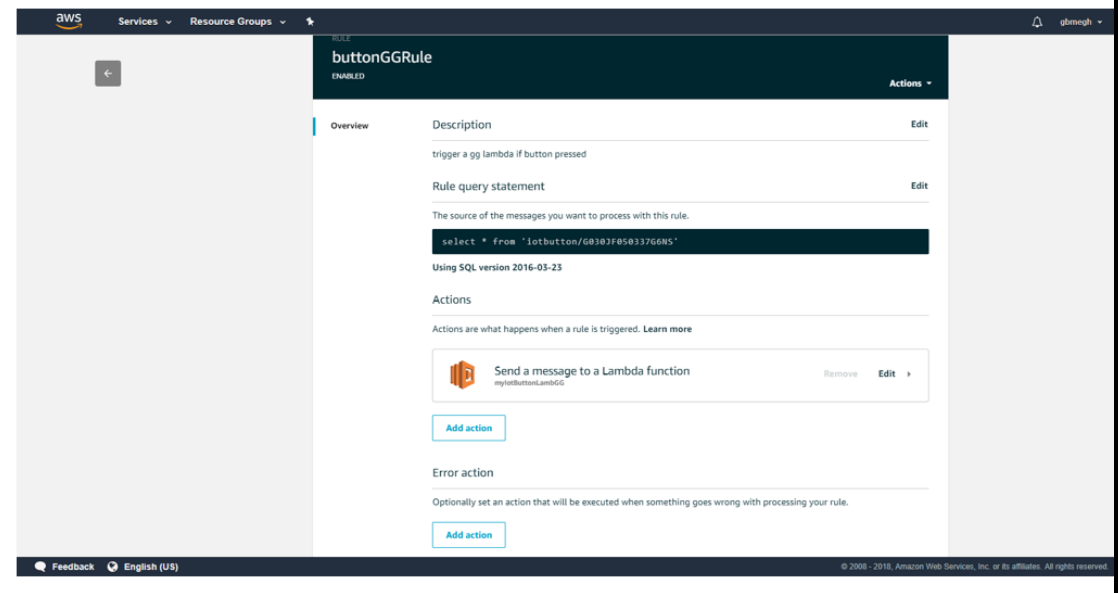 aws
Services
Resource Groups
gbmegh
RULE
buttonGGRule
ENABLED
Actions
Overview
Description
Edit
trigger a gg lambda if button pressed
Rule query statement
Edit
The source of the messages you want to process with this rule.
select * from 'iotbutton/G030JF050337G6NS'
Using SQL version 2016-03-23
Actions
Actions are what happens when a rule is triggered. Learn more
Send a message to a Lambda function
myIotButtonLambGG
Remove
Edit
Add action
Error action
Optionally set an action that will be executed when something goes wrong with processing your rule.
Add action
Feedback
English (US)
© 2008 - 2018, Amazon Web Services, Inc. or its affiliates. All rights reserved.